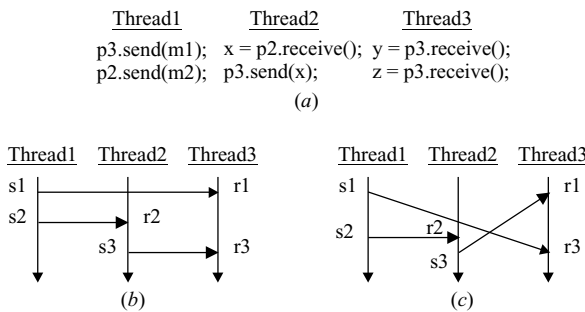 Thread1 Thread2 Thread3
p3.send(m1); x = p2.receive(); y = p3.receive();
p2.send(m2); p3.send(x); z = p3.receive();
(a)
Thread1 Thread2 Thread3
s1 r1
s2 r2
s3 r3
(b)
Thread1 Thread2 Thread3
s1 r1
s2 r2
s3 r3
(c)